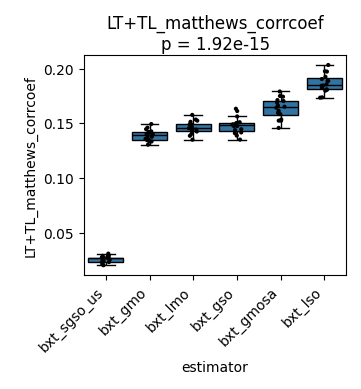 LT+TL_matthews_corrcoef
p = 1.92e-15
LT+TL_matthews_corrcoef
0.20
0.15
0.10
0.05
bxt_sgso_us
bxt_gmo
bxt_lmo
bxt_gso
bxt_gmosa
bxt_lso
estimator